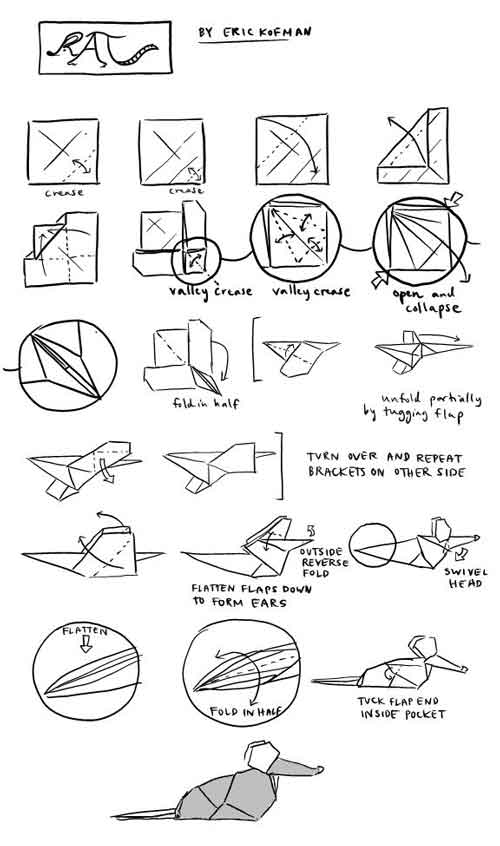 RAT
BY ERIC KOFMAN
crease
crease
valley crease
valley crease
open and
collapse
fold in half
unfold partially
by tugging flap
TURN OVER AND REPEAT
BRACKETS ON OTHER SIDE
OUTSIDE
REVERSE
FOLD
FLATTEN FLAPS DOWN
TO FORM EARS
SWIVEL
HEAD
FLATTEN
FOLD IN HALF
TUCK FLAP END
INSIDE POCKET